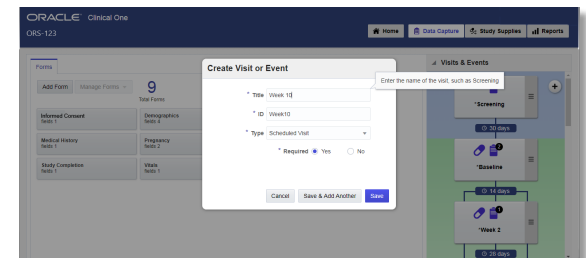 ORACLE Clinical One
ORS-123
Home
Data Capture
Study Supplies
Reports
Forms
Add Form
Manage Forms
9
Total Forms
Informed Consent
fields 1
Demographics
fields 4
Medical History
fields 1
Pregnancy
fields 2
Study Completion
fields 1
Vitals
fields 1
Create Visit or Event
Enter the name of the visit, such as Screening
* Title Week 10
* ID Week10
* Type Scheduled Visit
* Required Yes No
Cancel
Save & Add Another
Save
Visits & Events
*Screening
30 days
2
*Baseline
14 days
1
*Week 2
28 days